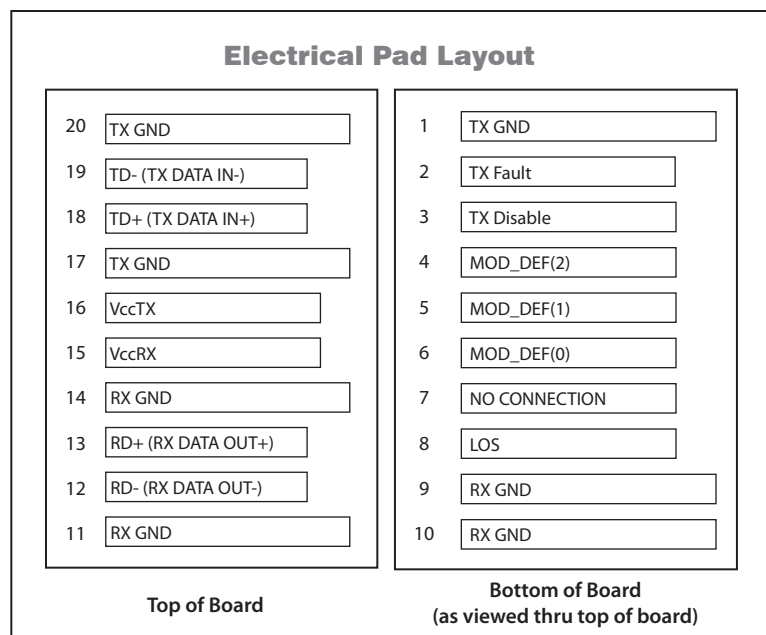 Electrical Pad Layout
20 TX GND
19 TD- (TX DATA IN-)
18 TD+ (TX DATA IN+)
17 TX GND
16 VccTX
15 VccRX
14 RX GND
13 RD+ (RX DATA OUT+)
12 RD- (RX DATA OUT-)
11 RX GND
Top of Board
1 TX GND
2 TX Fault
3 TX Disable
4 MOD_DEF(2)
5 MOD_DEF(1)
6 MOD_DEF(0)
7 NO CONNECTION
8 LOS
9 RX GND
10 RX GND
Bottom of Board
(as viewed thru top of board)